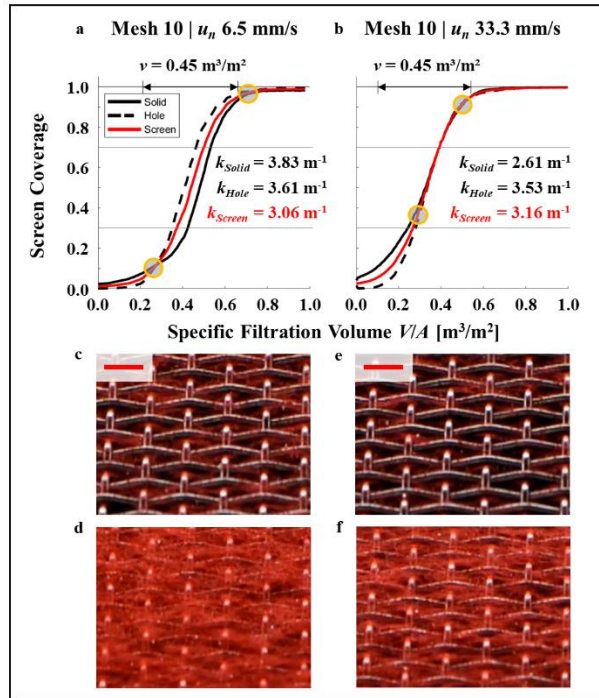 a Mesh 10 | uₙ 6.5 mm/s
b Mesh 10 | uₙ 33.3 mm/s
v = 0.45 m³/m²
v = 0.45 m³/m²
Solid
Hole
Screen
k_Solid = 3.83 m⁻¹
k_Hole = 3.61 m⁻¹
k_Screen = 3.06 m⁻¹
k_Solid = 2.61 m⁻¹
k_Hole = 3.53 m⁻¹
k_Screen = 3.16 m⁻¹
Screen Coverage
1.0
0.8
0.6
0.4
0.2
0.0
0.0 0.2 0.4 0.6 0.8 1.0
0.0 0.2 0.4 0.6 0.8 1.0
Specific Filtration Volume V/A [m³/m²]
c
e
d
f